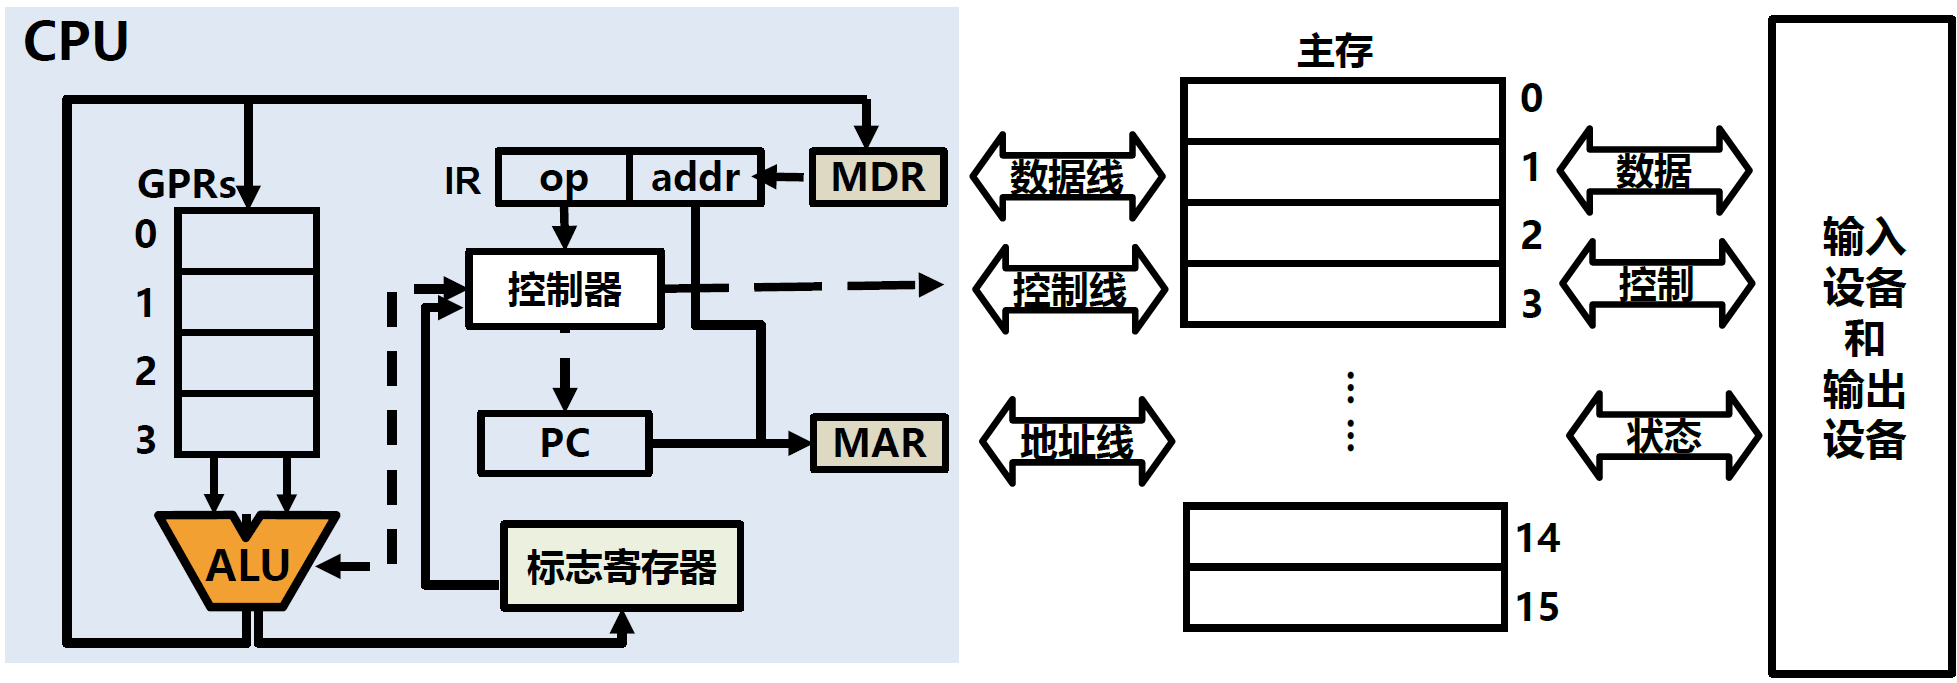 CPU
主存
GPRs
0
1
2
3
IR
op
addr
MDR
控制器
PC
MAR
标志寄存器
ALU
数据线
控制线
地址线
0
1
2
3
14
15
数据
控制
状态
输入
设备
和
输出
设备